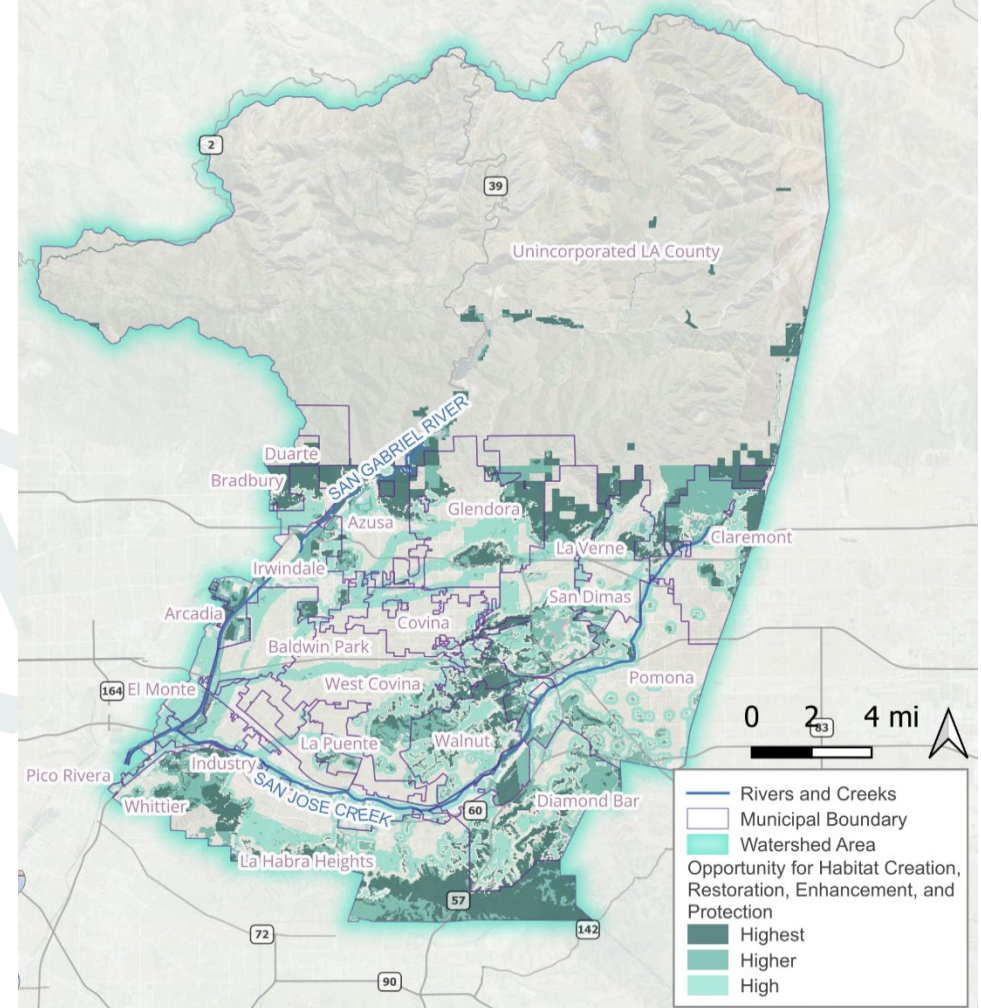 2
39
Unincorporated LA County
SAN GABRIEL RIVER
Duarte
Bradbury
Azusa
Glendora
La Verne
Claremont
Irwindale
San Dimas
Arcadia
Covina
Baldwin Park
164
El Monte
West Covina
Pomona
0 2 4 mi
83
La Puente
Walnut
Pico Rivera
Industry
SAN JOSE CREEK
Whittier
60
Diamond Bar
La Habra Heights
57
142
72
90
Rivers and Creeks
Municipal Boundary
Watershed Area
Opportunity for Habitat Creation,
Restoration, Enhancement, and
Protection
Highest
Higher
High